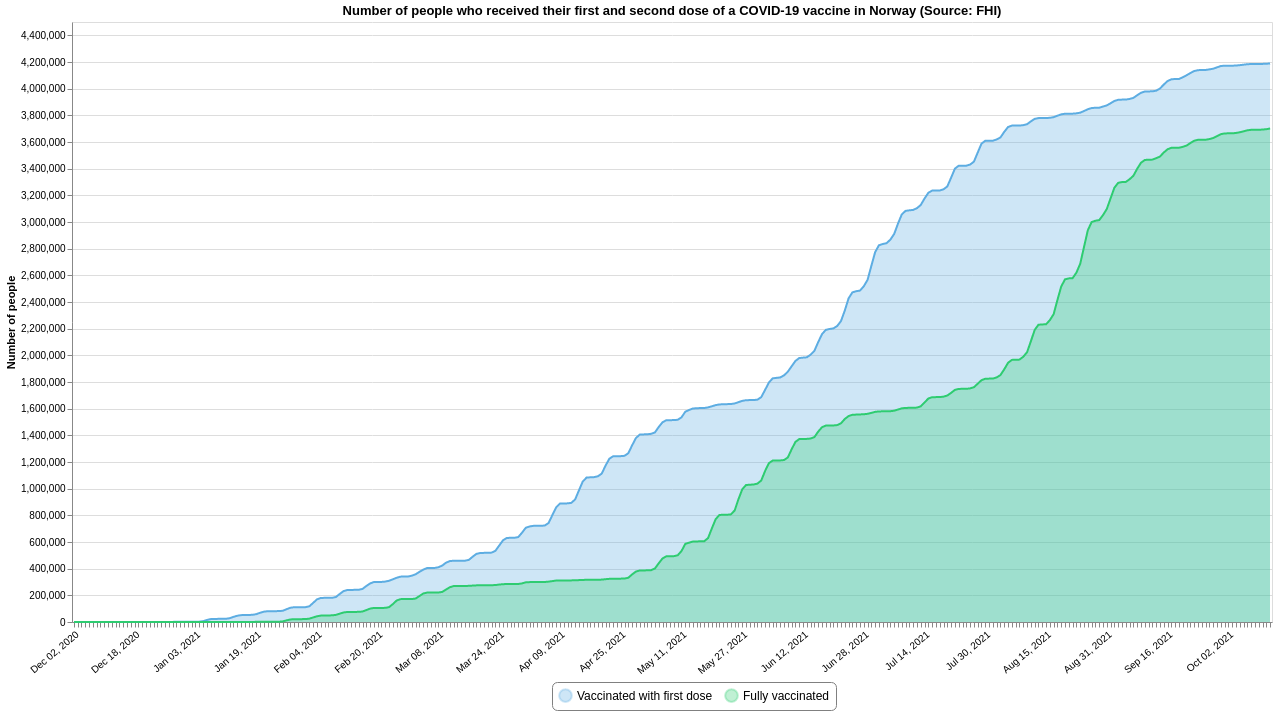 Number of people who received their first and second dose of a COVID-19 vaccine in Norway (Source: FHI)
Number of people
4,400,000
4,200,000
4,000,000
3,800,000
3,600,000
3,400,000
3,200,000
3,000,000
2,800,000
2,600,000
2,400,000
2,200,000
2,000,000
1,800,000
1,600,000
1,400,000
1,200,000
1,000,000
800,000
600,000
400,000
200,000
0
Dec 02, 2020
Dec 18, 2020
Jan 03, 2021
Jan 19, 2021
Feb 04, 2021
Feb 20, 2021
Mar 08, 2021
Mar 24, 2021
Apr 09, 2021
Apr 25, 2021
May 11, 2021
May 27, 2021
Jun 12, 2021
Jun 28, 2021
Jul 14, 2021
Jul 30, 2021
Aug 15, 2021
Aug 31, 2021
Sep 16, 2021
Oct 02, 2021
Vaccinated with first dose
Fully vaccinated